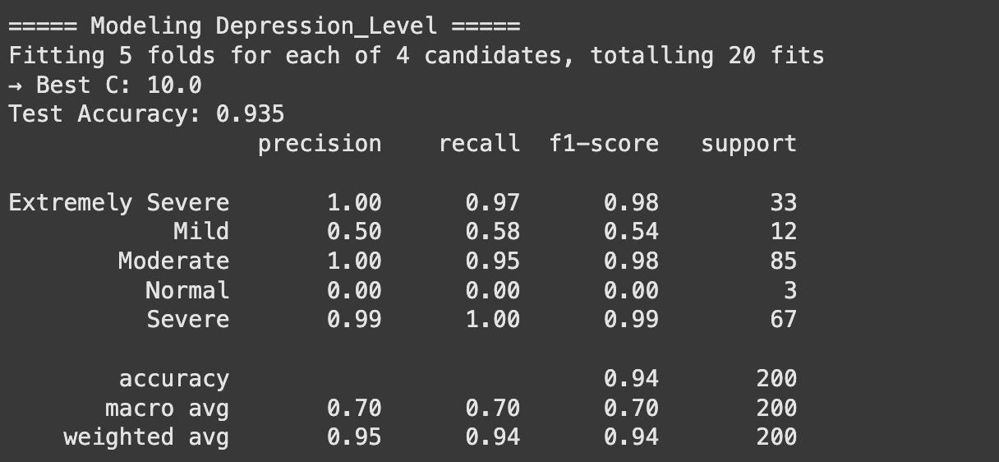 ===== Modeling Depression_Level =====
Fitting 5 folds for each of 4 candidates, totalling 20 fits
→ Best C: 10.0
Test Accuracy: 0.935
precision recall f1-score support
Extremely Severe 1.00 0.97 0.98 33
Mild 0.50 0.58 0.54 12
Moderate 1.00 0.95 0.98 85
Normal 0.00 0.00 0.00 3
Severe 0.99 1.00 0.99 67
accuracy 0.94 200
macro avg 0.70 0.70 0.70 200
weighted avg 0.95 0.94 0.94 200